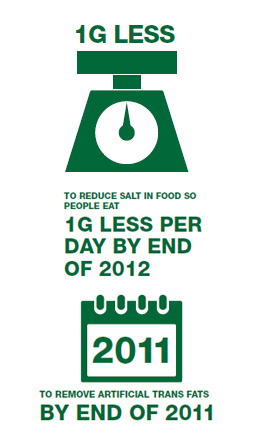 1G LESS
TO REDUCE SALT IN FOOD SO
PEOPLE EAT
1G LESS PER
DAY BY END
OF 2012
2011
TO REMOVE ARTIFICIAL TRANS FATS
BY END OF 2011